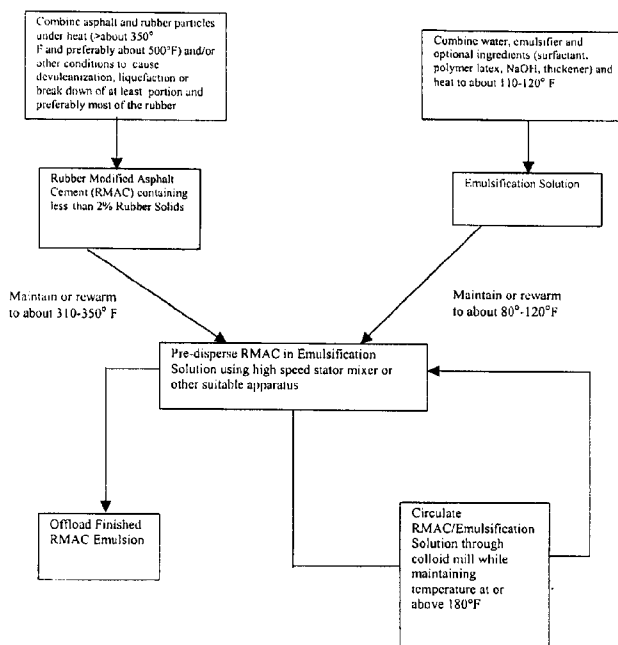 Combine asphalt and rubber particles
under heat (>about 350°
F and preferably about 500°F) and/or
other conditions to cause
devulcanization, liquefaction or
break down of at least portion and
preferably most of the rubber
Combine water, emulsifier and
optional ingredients (surfactant,
polymer latex, NaOH, thickener) and
heat to about 110-120° F
Rubber Modified Asphalt
Cement (RMAC) containing
less than 2% Rubber Solids
Emulsification Solution
Maintain or rewarm
to about 310-350° F
Maintain or rewarm
to about 80°-120°F
Pre-disperse RMAC in Emulsification
Solution using high speed stator mixer or
other suitable apparatus
Offload Finished
RMAC Emulsion
Circulate
RMAC/Emulsification
Solution through
colloid mill while
maintaining
temperature at or
above 180°F